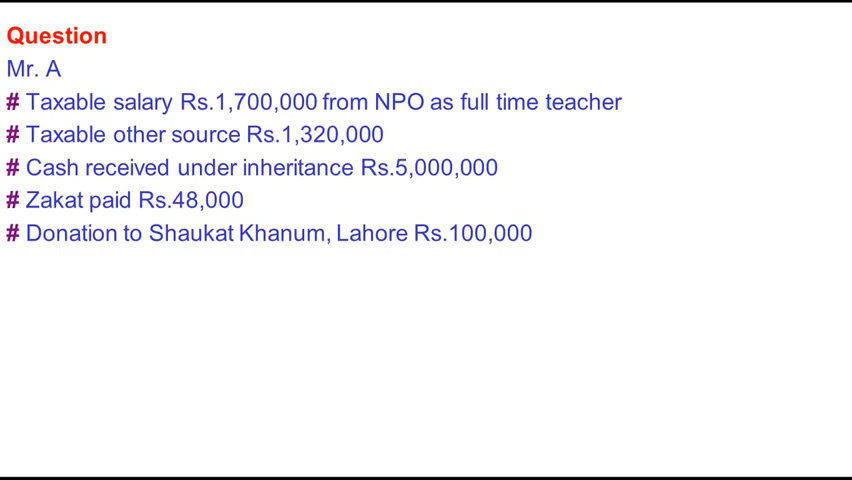 Question
Mr. A
# Taxable salary Rs.1,700,000 from NPO as full time teacher
# Taxable other source Rs.1,320,000
# Cash received under inheritance Rs.5,000,000
# Zakat paid Rs.48,000
# Donation to Shaukat Khanum, Lahore Rs.100,000